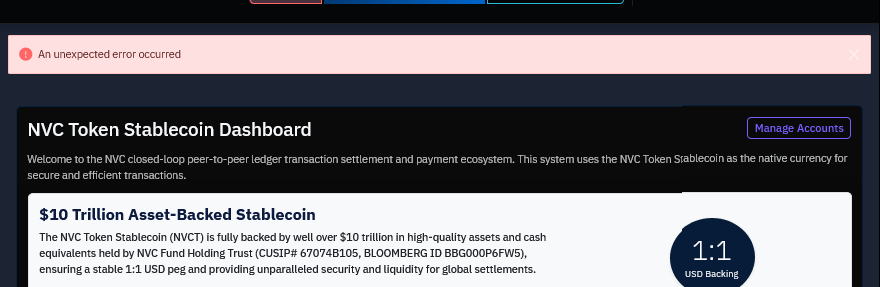 An unexpected error occurred
NVC Token Stablecoin Dashboard
Manage Accounts
Welcome to the NVC closed-loop peer-to-peer ledger transaction settlement and payment ecosystem. This system uses the NVC Token Stablecoin as the native currency for
secure and efficient transactions.
$10 Trillion Asset-Backed Stablecoin
The NVC Token Stablecoin (NVCT) is fully backed by well over $10 trillion in high-quality assets and cash
equivalents held by NVC Fund Holding Trust (CUSIP# 67074B105, BLOOMBERG ID BBG000P6FW5),
ensuring a stable 1:1 USD peg and providing unparalleled security and liquidity for global settlements.
1:1
USD Backing